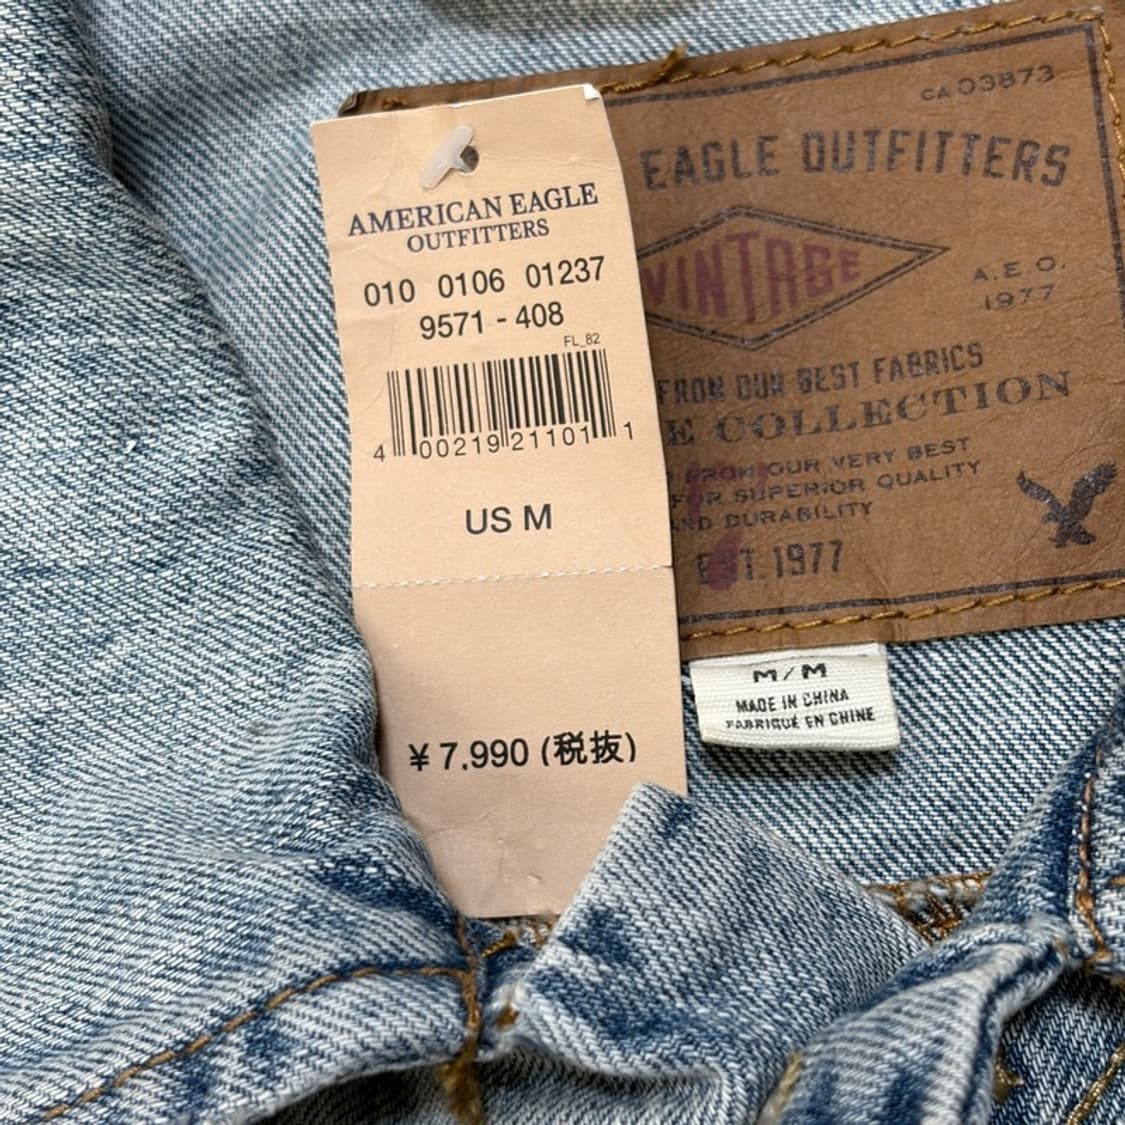 AMERICAN EAGLE
OUTFITTERS
010 0106 01237
9571 - 408
FL_82
4 00219 21101 1
US M
¥ 7.990 (税抜)
CA 03873
EAGLE OUTFITTERS
VINTAGE
A.E.O.
1977
FROM OUR BEST FABRICS
E COLLECTION
FROM OUR VERY BEST
FOR SUPERIOR QUALITY
ND DURABILITY
EST. 1977
M/M
MADE IN CHINA
FABRIQUÉ EN CHINE